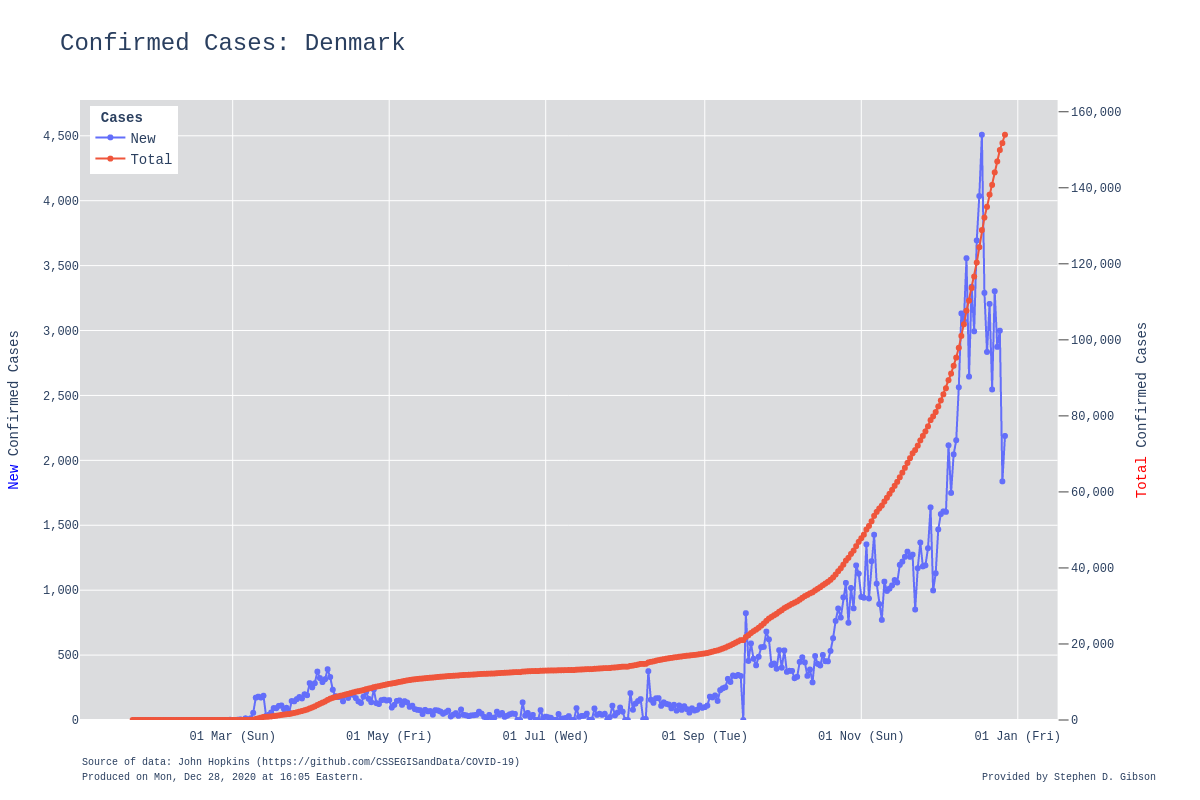 Confirmed Cases: Denmark
Cases
New
Total
4,500
4,000
3,500
3,000
2,500
2,000
1,500
1,000
500
0
New Confirmed Cases
160,000
140,000
120,000
100,000
80,000
60,000
40,000
20,000
0
Total Confirmed Cases
01 Mar (Sun)
01 May (Fri)
01 Jul (Wed)
01 Sep (Tue)
01 Nov (Sun)
01 Jan (Fri)
Source of data: John Hopkins (https://github.com/CSSEGISandData/COVID-19)
Produced on Mon, Dec 28, 2020 at 16:05 Eastern.
Provided by Stephen D. Gibson